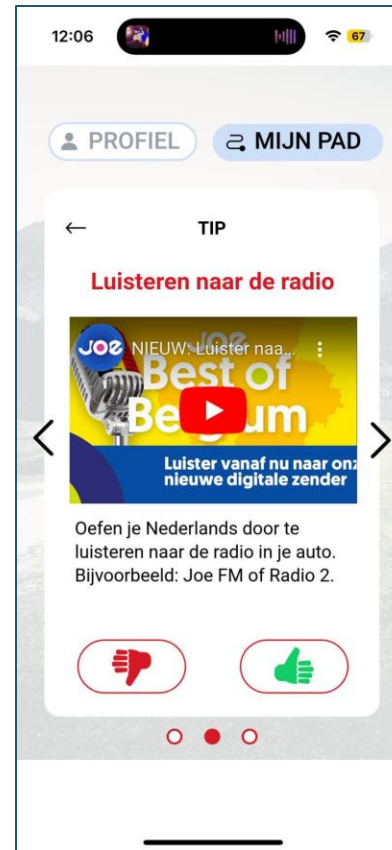 12:06
67
PROFIEL
MIJN PAD
TIP
Luisteren naar de radio
JOE NIEUW: Luister naa...
Best of
Belgium
Luister vanaf nu naar onz
nieuwe digitale zender
Oefen je Nederlands door te
luisteren naar de radio in je auto.
Bijvoorbeeld: Joe FM of Radio 2.